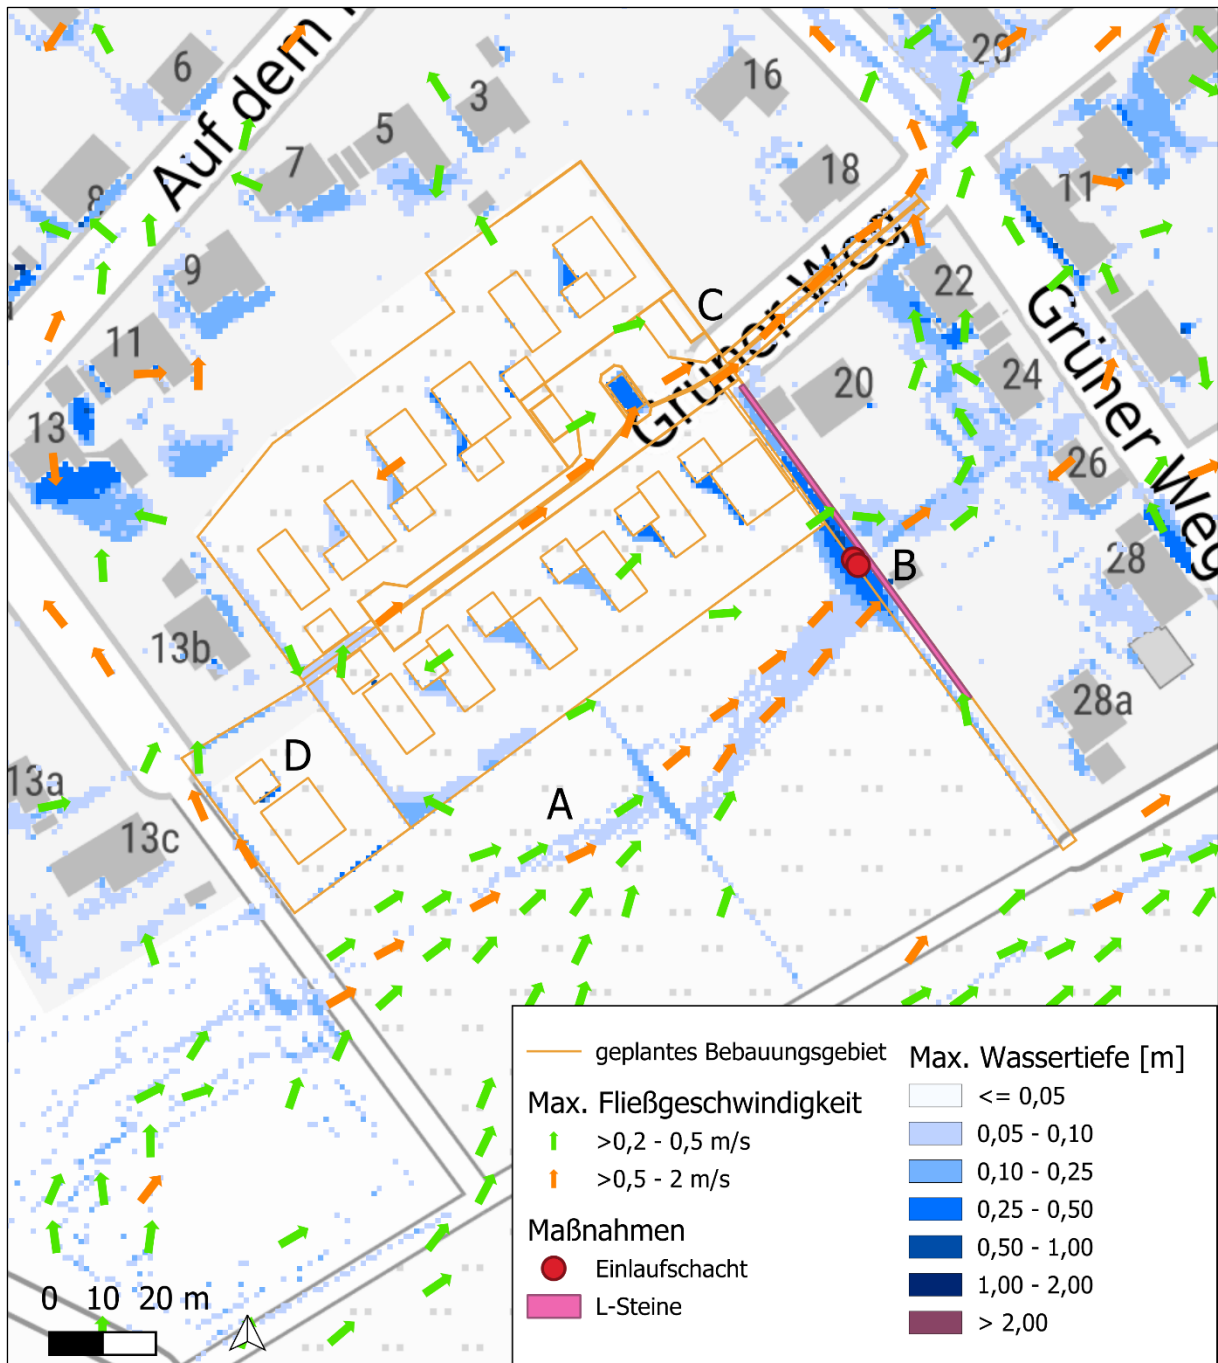 6
Auf dem
3
5
7
8
16
18
29
11
9
11
13
22
24
20
26
28
28a
13b
13a
13c
C
B
A
D
Grüner Weg
Grüner Weg
geplantes Bebauungsgebiet
Max. Fließgeschwindigkeit
>0,2 - 0,5 m/s
>0,5 - 2 m/s
Maßnahmen
Einlaufschacht
L-Steine
Max. Wassertiefe [m]
<= 0,05
0,05 - 0,10
0,10 - 0,25
0,25 - 0,50
0,50 - 1,00
1,00 - 2,00
> 2,00
0 10 20 m